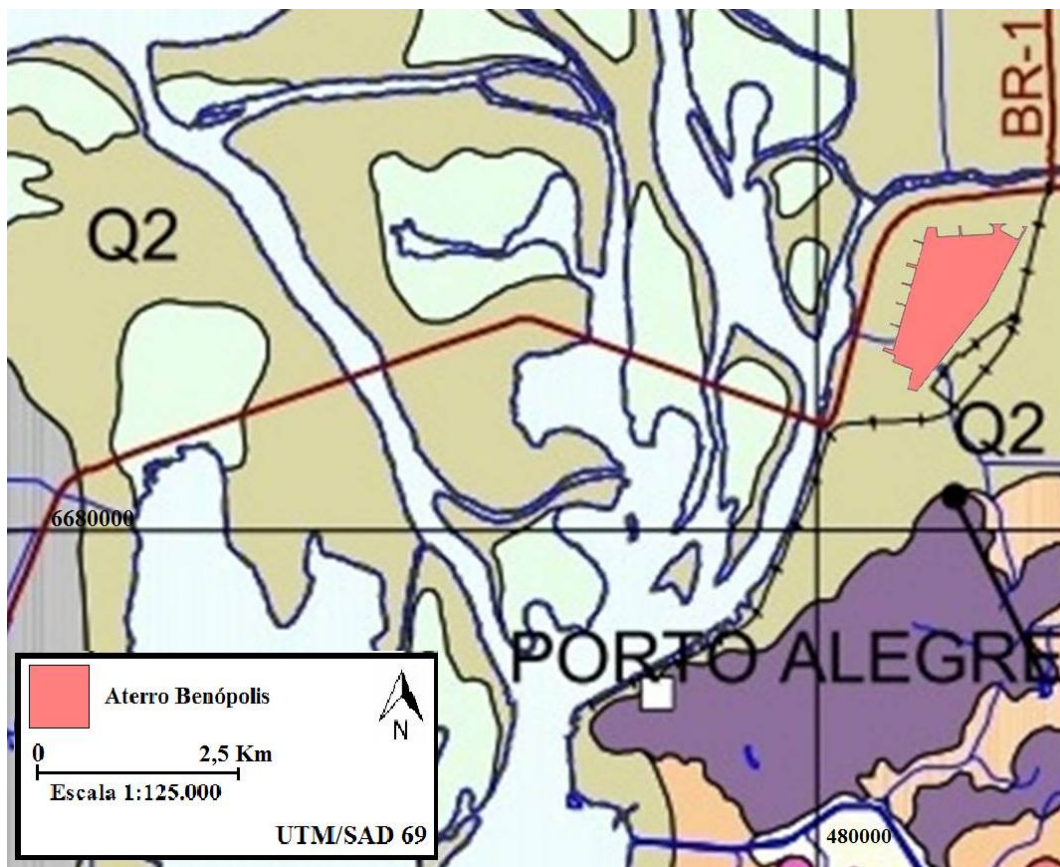 BR-1
Q2
Q2
6680000
PORTO ALEGRE
Aterro Benópolis
N
0 2,5 Km
Escala 1:125.000
UTM/SAD 69
480000